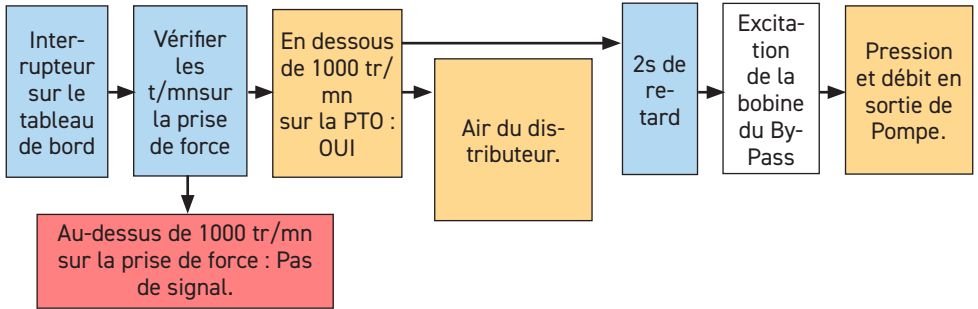 Inter-
rupteur
sur le
tableau
de bord
Vérifier
les
t/mnsur
la prise
de force
En dessous
de 1000 tr/
mn
sur la PTO :
OUI
Air du dis-
tributeur.
2s de
re-
tard
Excita-
tion
de la
bobine
du By-
Pass
Pression
et débit en
sortie de
Pompe.
Au-dessus de 1000 tr/mn
sur la prise de force : Pas
de signal.